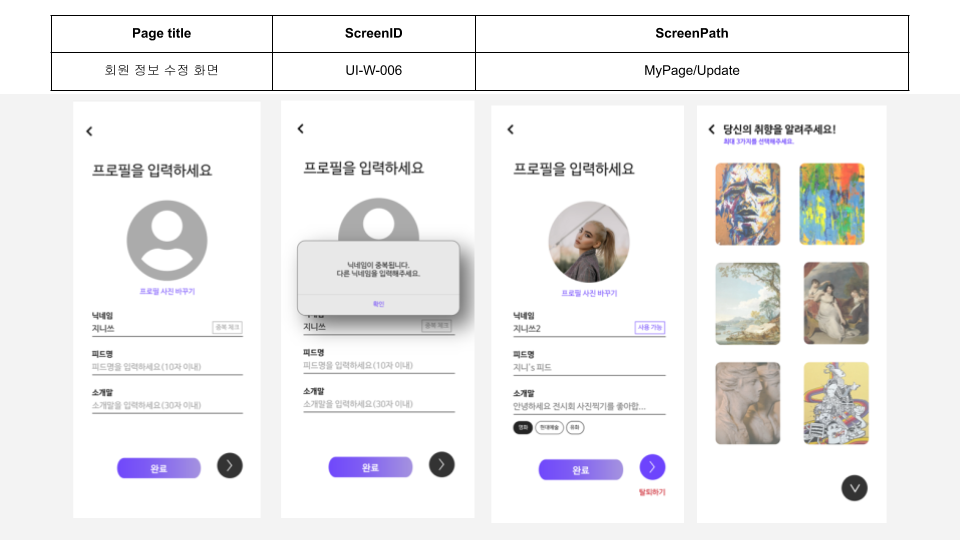 Page title
ScreenID
ScreenPath
회원 정보 수정 화면
UI-W-006
MyPage/Update
프로필을 입력하세요
프로필 사진 바꾸기
닉네임
지니쓰
중복 체크
피드명
피드명을 입력하세요(10자 이내)
소개말
소개말을 입력하세요(30자 이내)
완료
프로필을 입력하세요
닉네임이 중복됩니다.
다른 닉네임을 입력해주세요.
확인
닉네임
지니쓰
중복 체크
피드명
피드명을 입력하세요(10자 이내)
소개말
소개말을 입력하세요(30자 이내)
완료
프로필을 입력하세요
프로필 사진 바꾸기
닉네임
지니쓰2
사용 가능
피드명
지니's 피드
소개말
안녕하세요 전시회 사진찍기를 좋아합...
명화
현대예술
조화
완료
탈퇴하기
당신의 취향을 알려주세요!
최대 3가지를 선택해주세요.